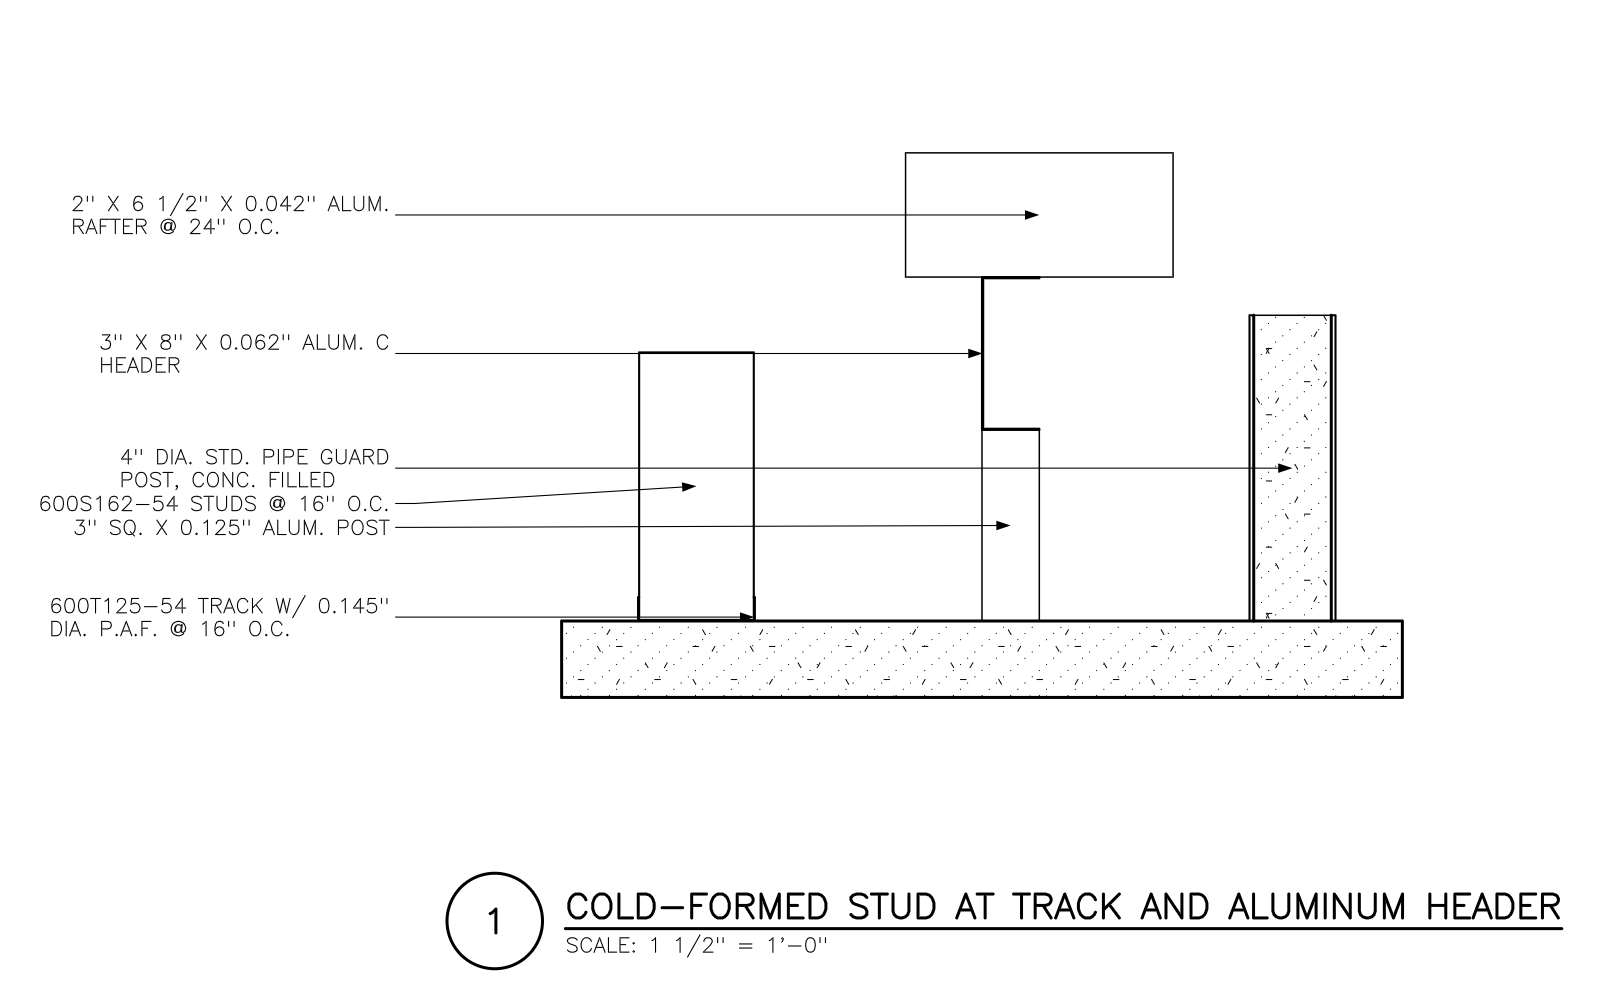 2" X 6 1/2" X 0.042" ALUM.
RAFTER @ 24" O.C.
3" X 8" X 0.062" ALUM. C
HEADER
4" DIA. STD. PIPE GUARD
POST, CONC. FILLED
600S162-54 STUDS @ 16" O.C.
3" SQ. X 0.125" ALUM. POST
600T125-54 TRACK W/ 0.145"
DIA. P.A.F. @ 16" O.C.
1
COLD-FORMED STUD AT TRACK AND ALUMINUM HEADER
SCALE: 1 1/2" = 1'-0"